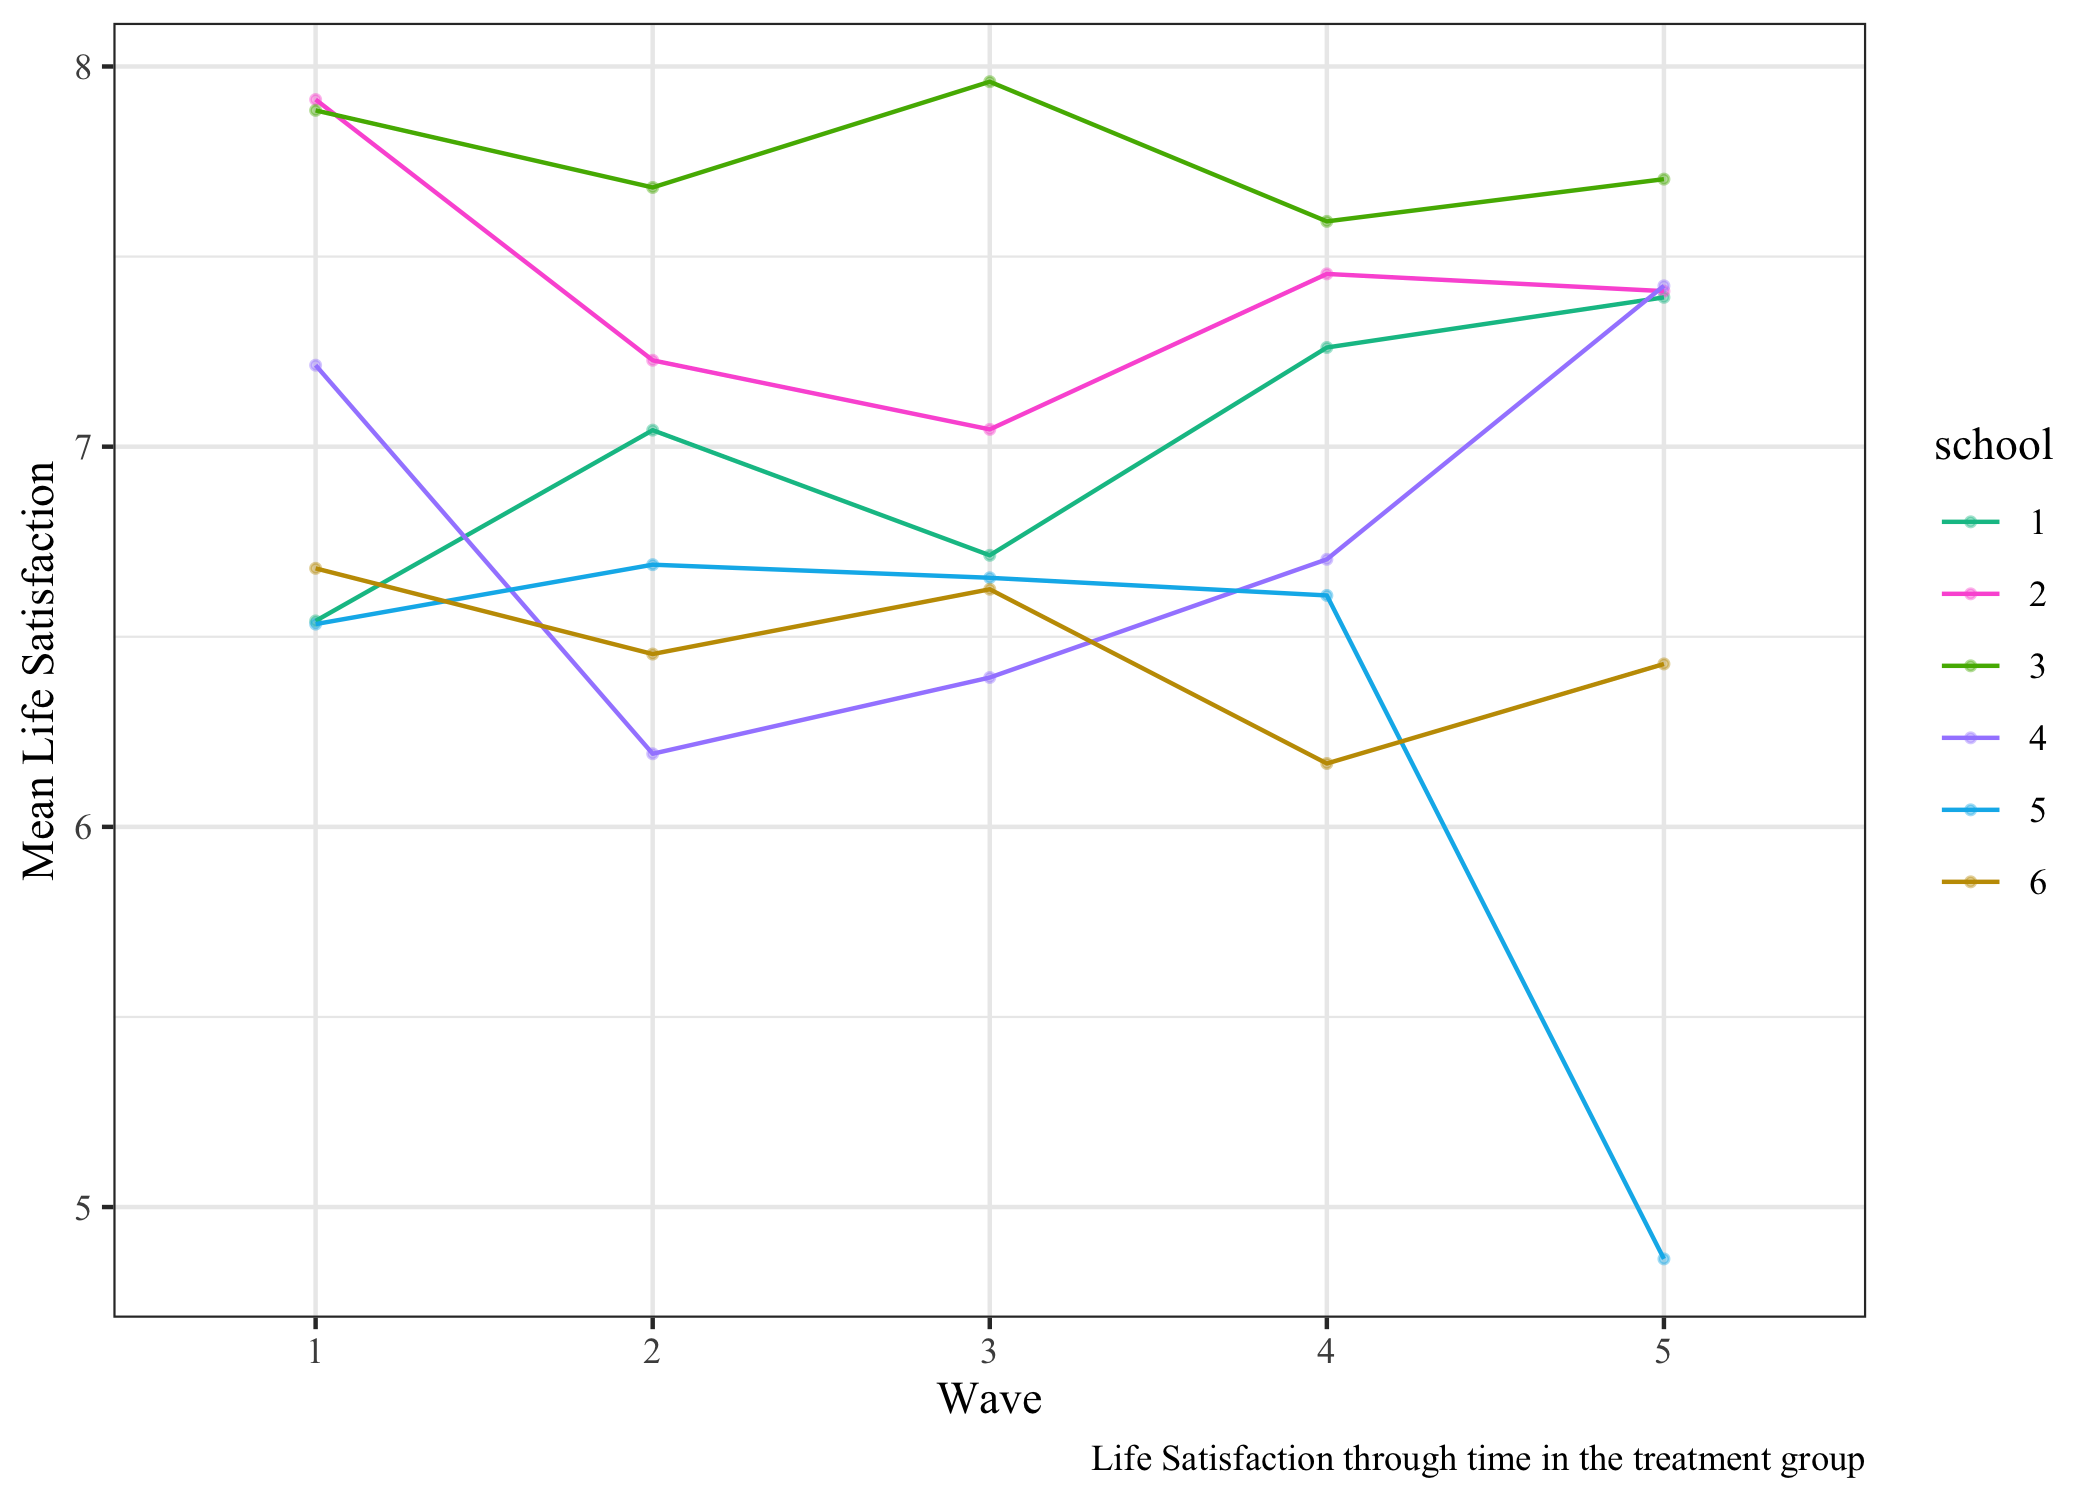 8
7
6
5
Mean Life Satisfaction
1 2 3 4 5
Wave
Life Satisfaction through time in the treatment group
school
1
2
3
4
5
6